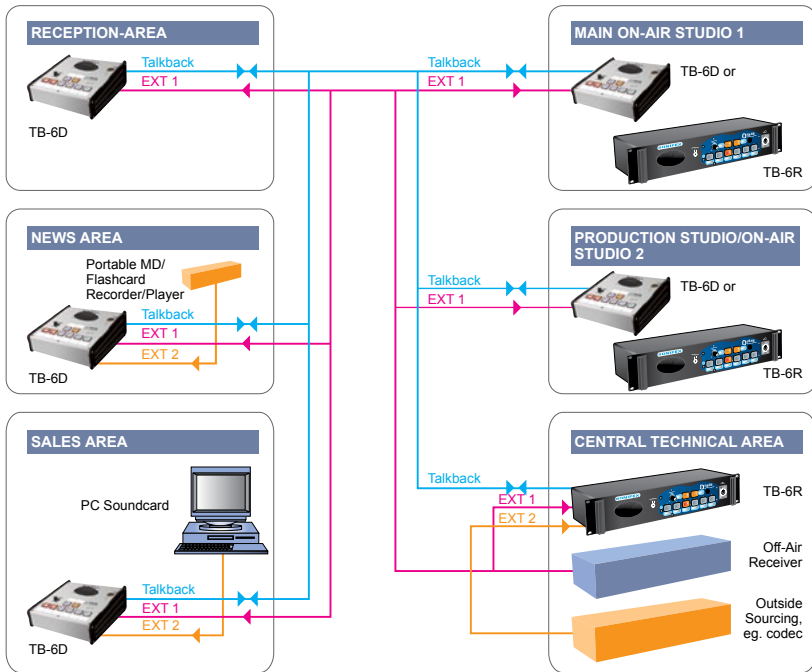 RECEPTION-AREA
Talkback
EXT 1
TB-6D
MAIN ON-AIR STUDIO 1
Talkback
EXT 1
TB-6D or
TB-6R
NEWS AREA
Portable MD/
Flashcard
Recorder/Player
Talkback
EXT 1
EXT 2
TB-6D
PRODUCTION STUDIO/ON-AIR
STUDIO 2
Talkback
EXT 1
TB-6D or
TB-6R
SALES AREA
PC Soundcard
Talkback
EXT 1
EXT 2
TB-6D
CENTRAL TECHNICAL AREA
Talkback
EXT 1
EXT 2
TB-6R
Off-Air
Receiver
Outside
Sourcing,
eg. codec